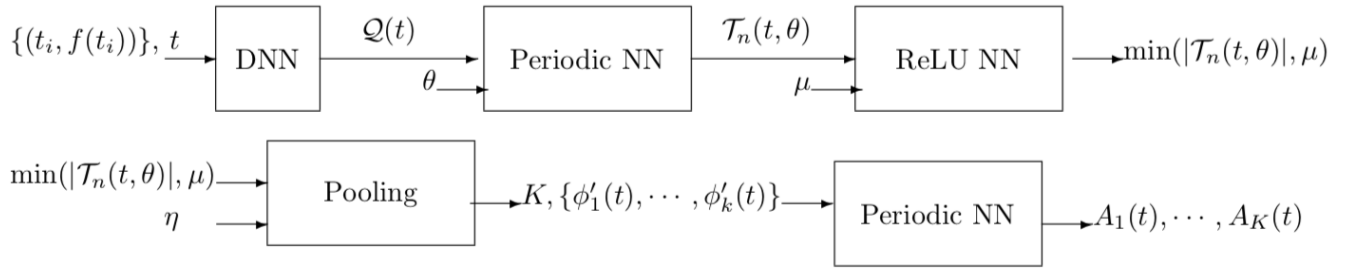 {(t_i, f(t_i))}, t DNN 𝒬(t) θ Periodic NN 𝒯_n(t, θ) μ ReLU NN min(|𝒯_n(t, θ)|, μ)
min(|𝒯_n(t, θ)|, μ) η Pooling K, {ϕ′_1(t), ⋯ , ϕ′_k(t)} Periodic NN A_1(t), ⋯ , A_K(t)